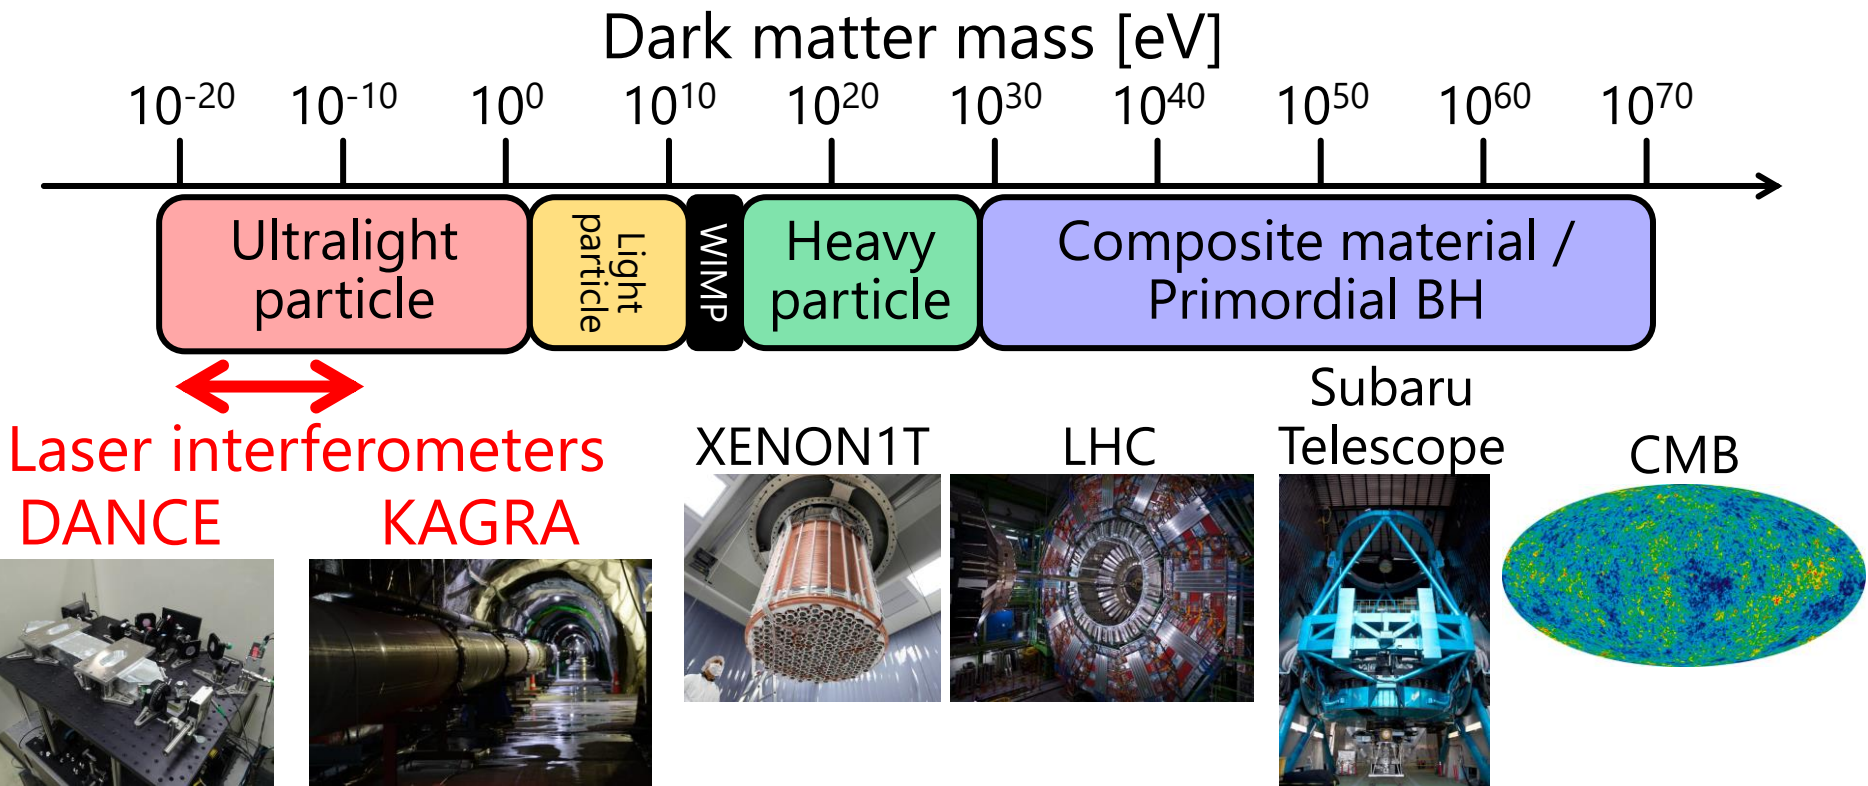 Dark matter mass [eV]
10⁻²⁰ 10⁻¹⁰ 10⁰ 10¹⁰ 10²⁰ 10³⁰ 10⁴⁰ 10⁵⁰ 10⁶⁰ 10⁷⁰
Ultralight
particle
Light
particle
WIMP
Heavy
particle
Composite material /
Primordial BH
Laser interferometers
DANCE
KAGRA
XENON1T
LHC
Subaru
Telescope
CMB